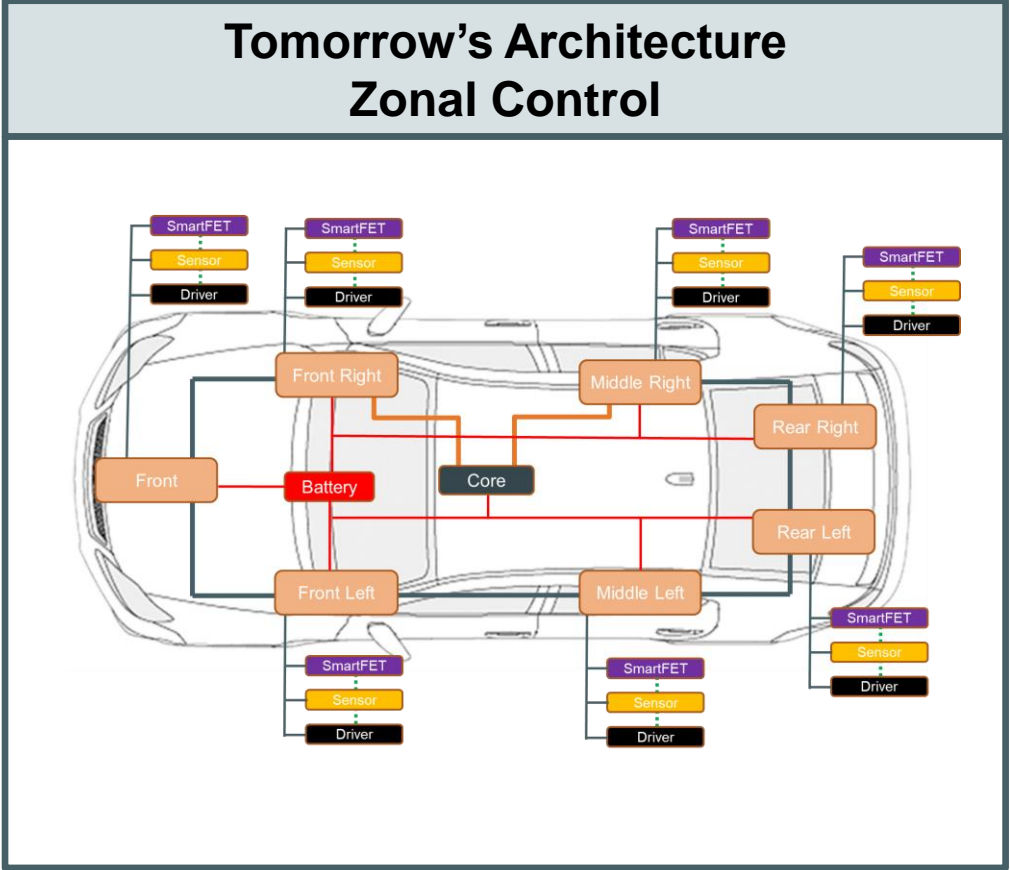 Tomorrow’s Architecture
Zonal Control
SmartFET
Sensor
Driver
SmartFET
Sensor
Driver
SmartFET
Sensor
Driver
SmartFET
Sensor
Driver
Front Right
Middle Right
Rear Right
Front
Battery
Core
Rear Left
Front Left
Middle Left
SmartFET
Sensor
Driver
SmartFET
Sensor
Driver
SmartFET
Sensor
Driver